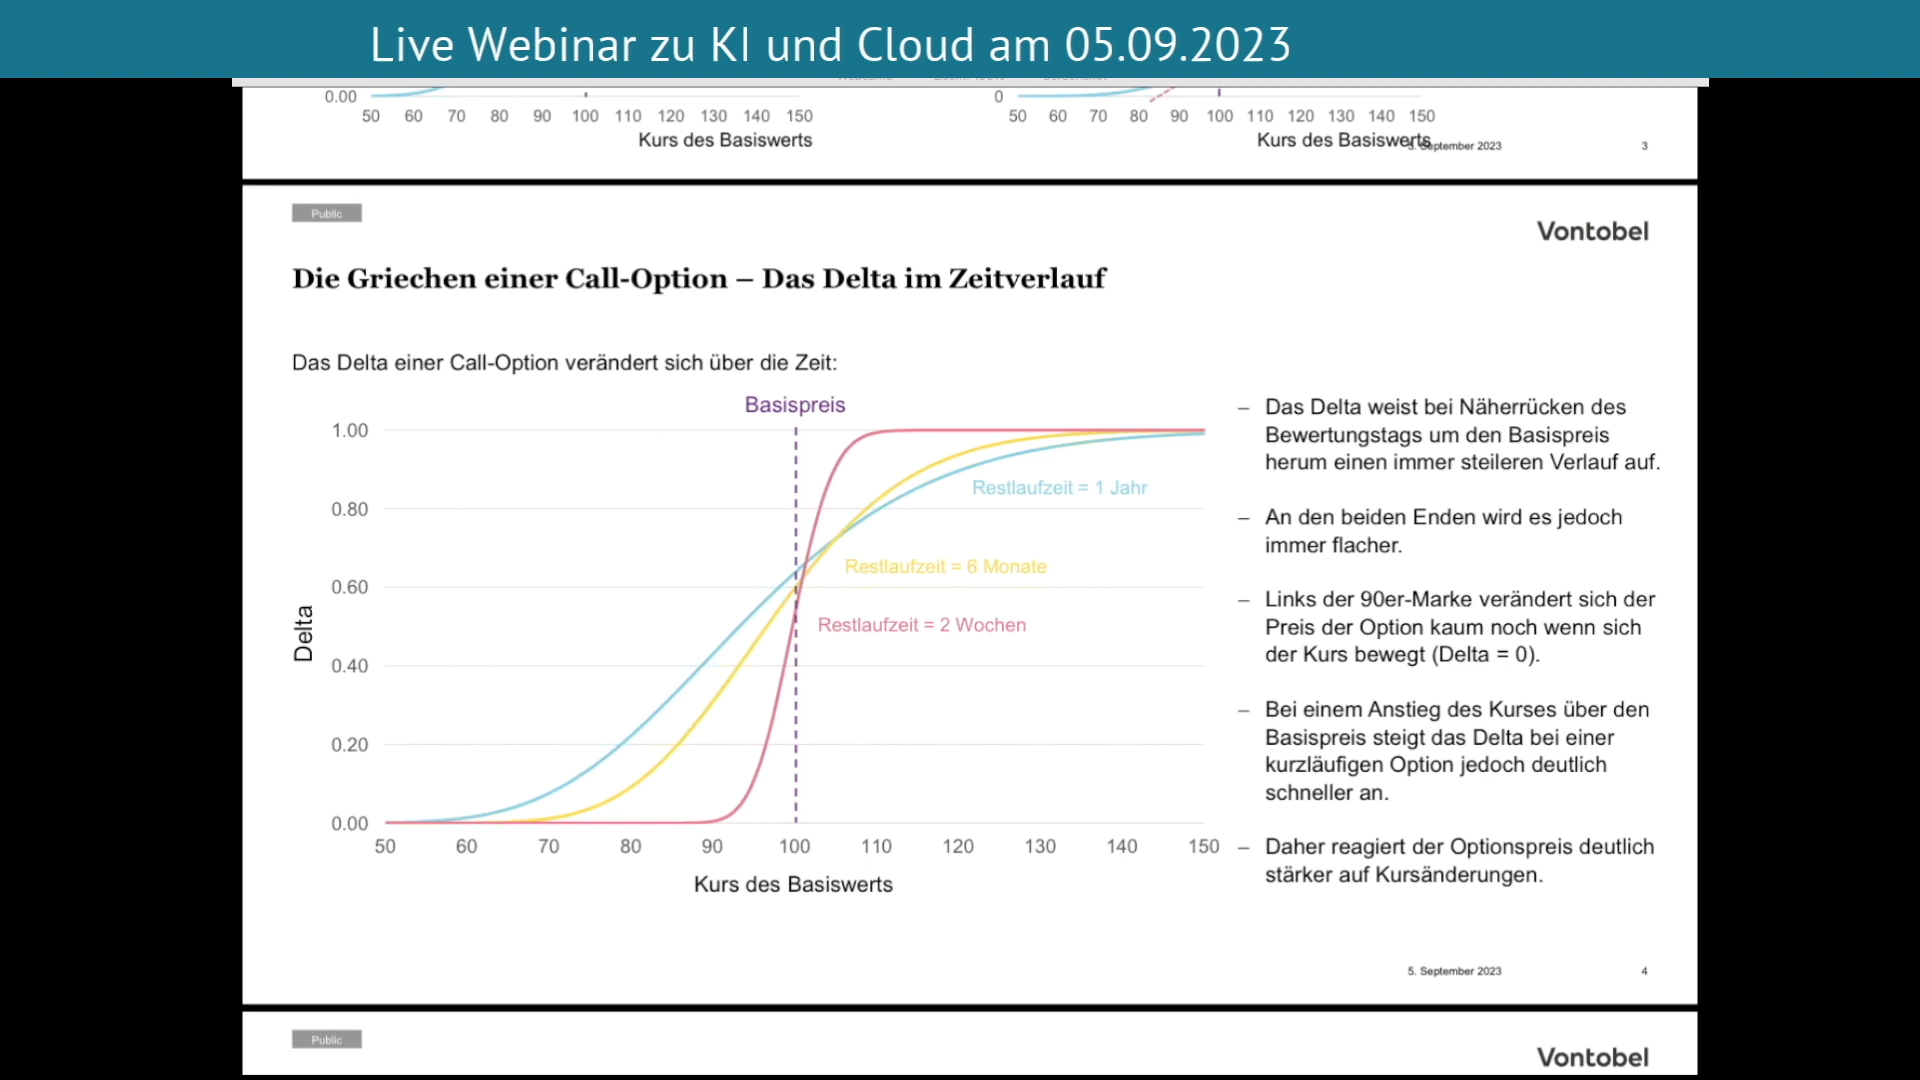 Live Webinar zu KI und Cloud am 05.09.2023
0.00
50 60 70 80 90 100 110 120 130 140 150
Kurs des Basiswerts
0
50 60 70 80 90 100 110 120 130 140 150
Kurs des Basiswerts
5. September 2023
3
Public
Vontobel
Die Griechen einer Call-Option – Das Delta im Zeitverlauf
Das Delta einer Call-Option verändert sich über die Zeit:
Basispreis
1.00
0.80
0.60
0.40
0.20
0.00
Delta
Restlaufzeit = 1 Jahr
Restlaufzeit = 6 Monate
Restlaufzeit = 2 Wochen
50 60 70 80 90 100 110 120 130 140 150
Kurs des Basiswerts
– Das Delta weist bei Näherrücken des
Bewertungstags um den Basispreis
herum einen immer steileren Verlauf auf.
– An den beiden Enden wird es jedoch
immer flacher.
– Links der 90er-Marke verändert sich der
Preis der Option kaum noch wenn sich
der Kurs bewegt (Delta = 0).
– Bei einem Anstieg des Kurses über den
Basispreis steigt das Delta bei einer
kurzläufigen Option jedoch deutlich
schneller an.
– Daher reagiert der Optionspreis deutlich
stärker auf Kursänderungen.
5. September 2023
4
Public
Vontobel